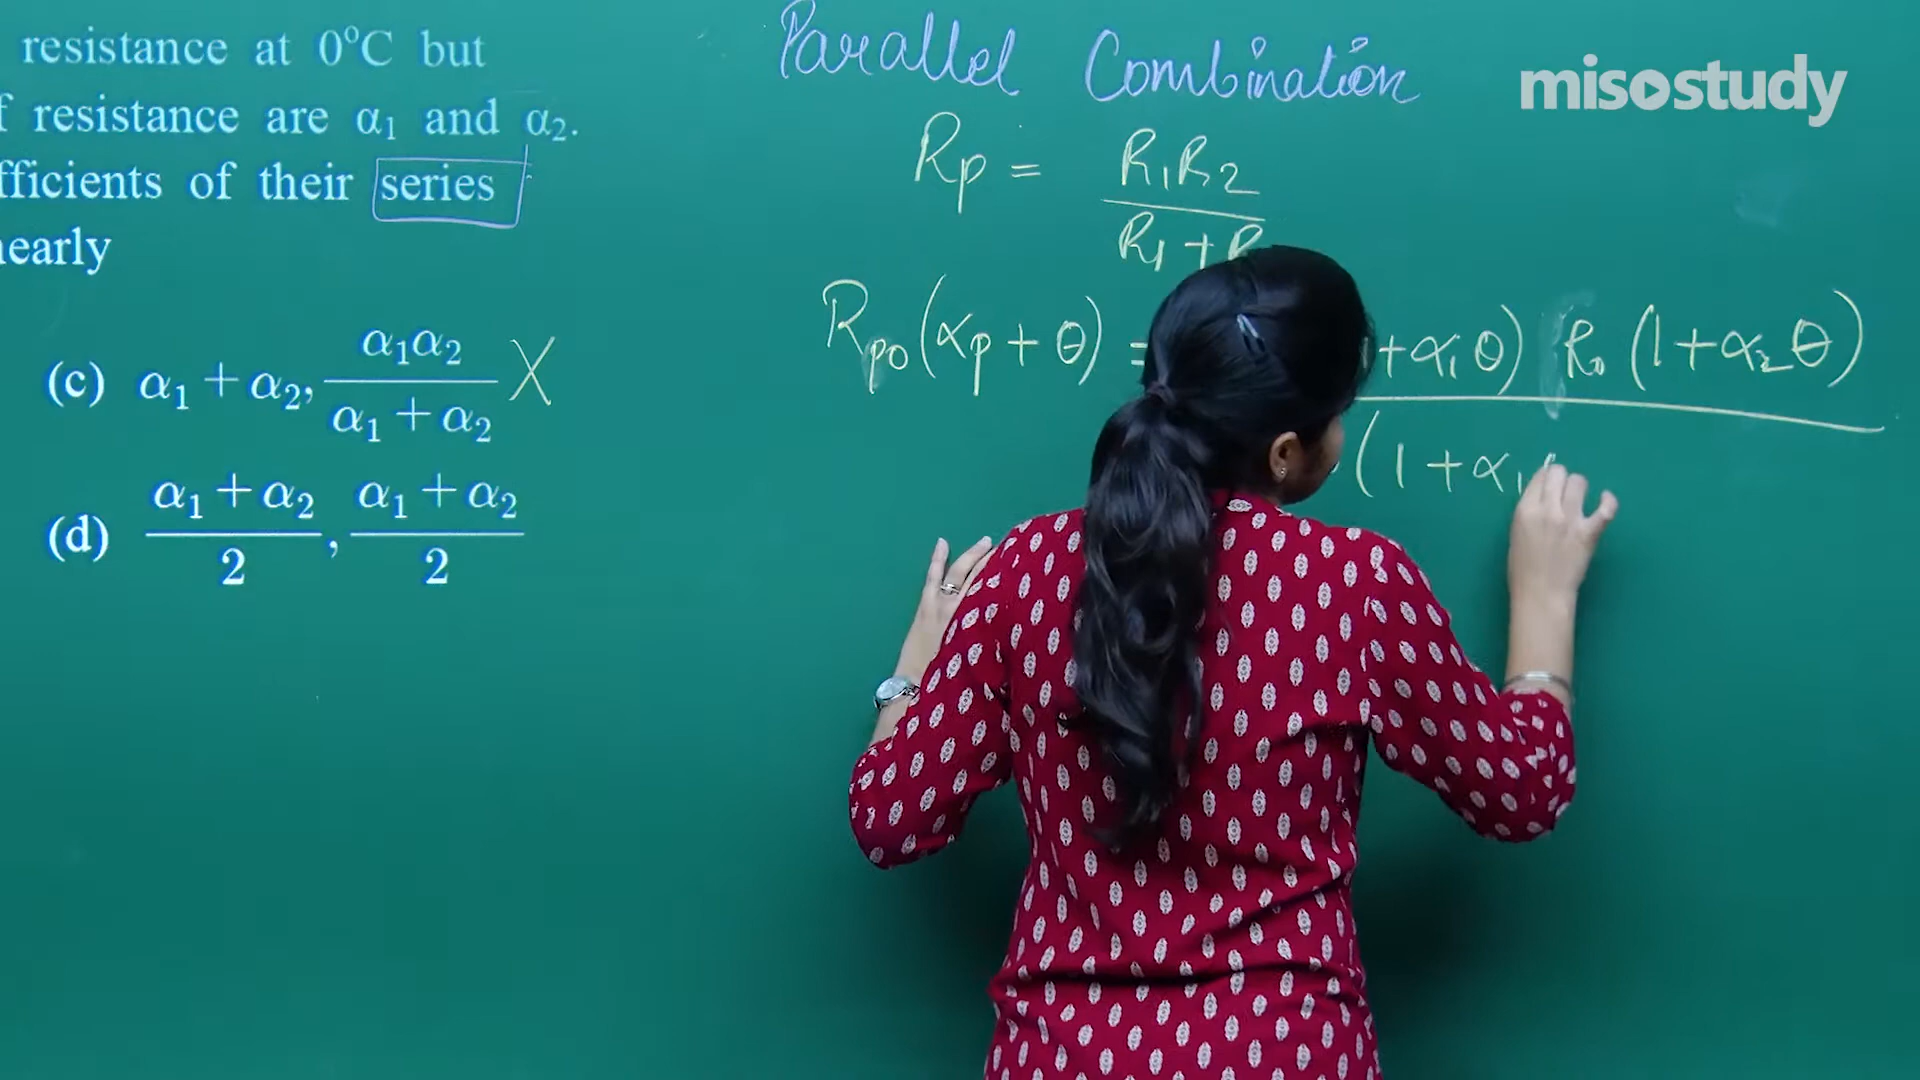 resistance at 0°C but
f resistance are α₁ and α₂.
fficients of their series
nearly
(c) α₁ + α₂, α₁α₂ / α₁ + α₂ X
(d) α₁ + α₂ / 2, α₁ + α₂ / 2
Parallel Combination
Rp = R₁R₂ / R₁ + R
Rpo (αp + θ) = + α₁θ) R₀ (1 + α₂θ)
(1 + α₁
misostudy